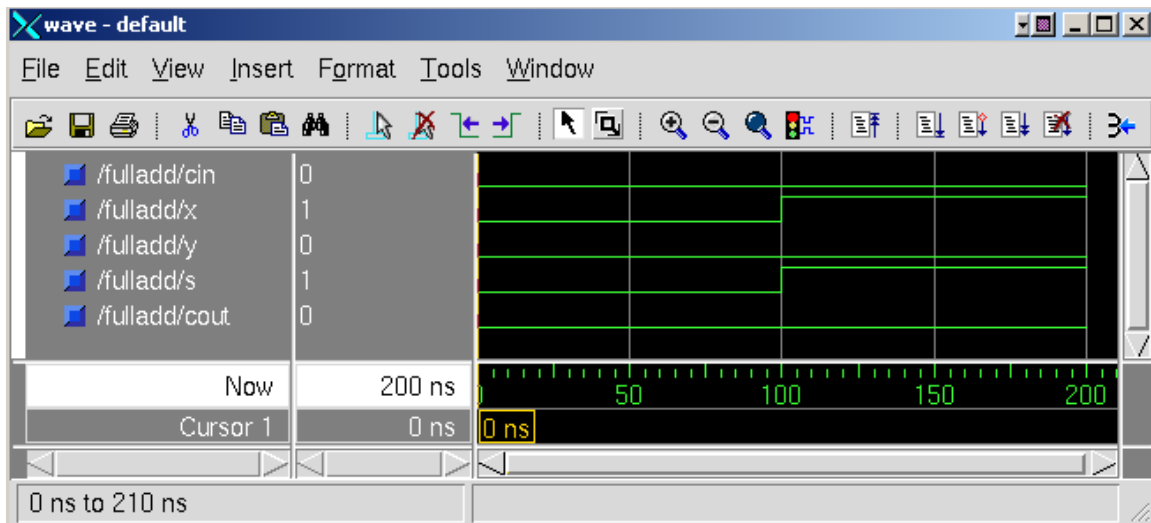 wave - default
File Edit View Insert Format Tools Window
/fulladd/cin 0
/fulladd/x 1
/fulladd/y 0
/fulladd/s 1
/fulladd/cout 0
Now 200 ns 50 100 150 200
Cursor 1 0 ns 0 ns
0 ns to 210 ns